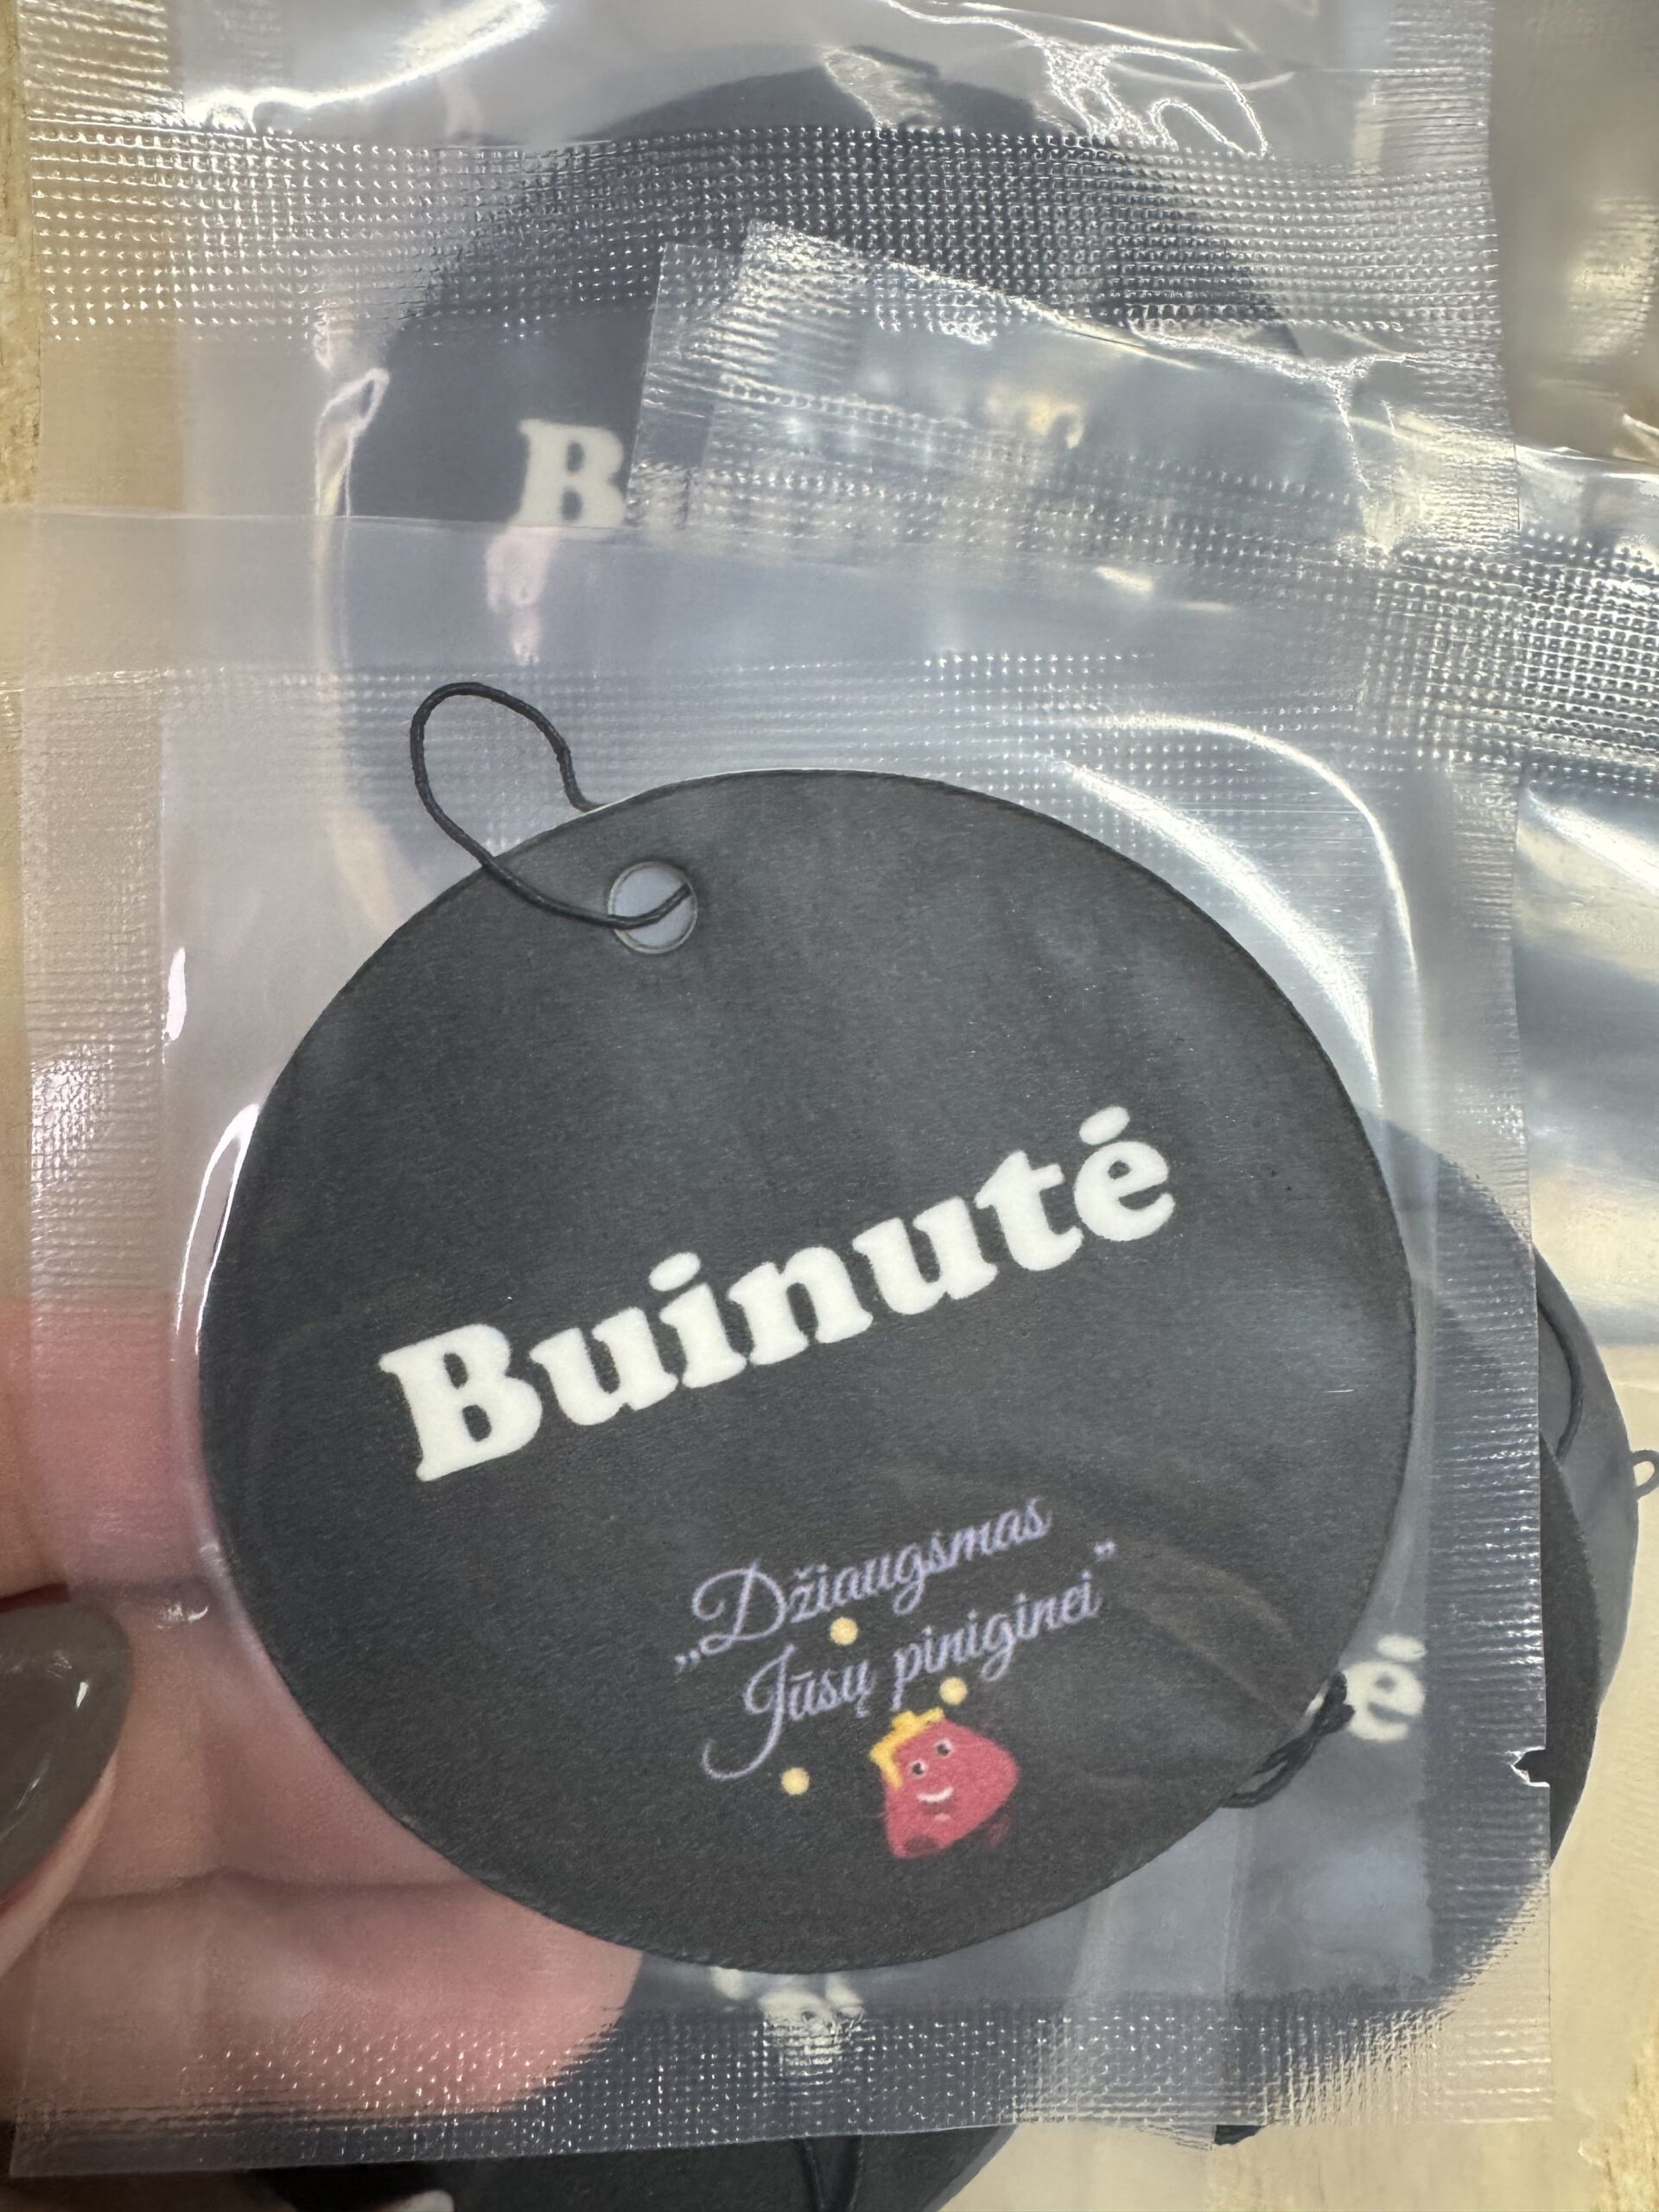 B
Buinutė
„Džiaugsmas
Jūsų piniginei”
ė